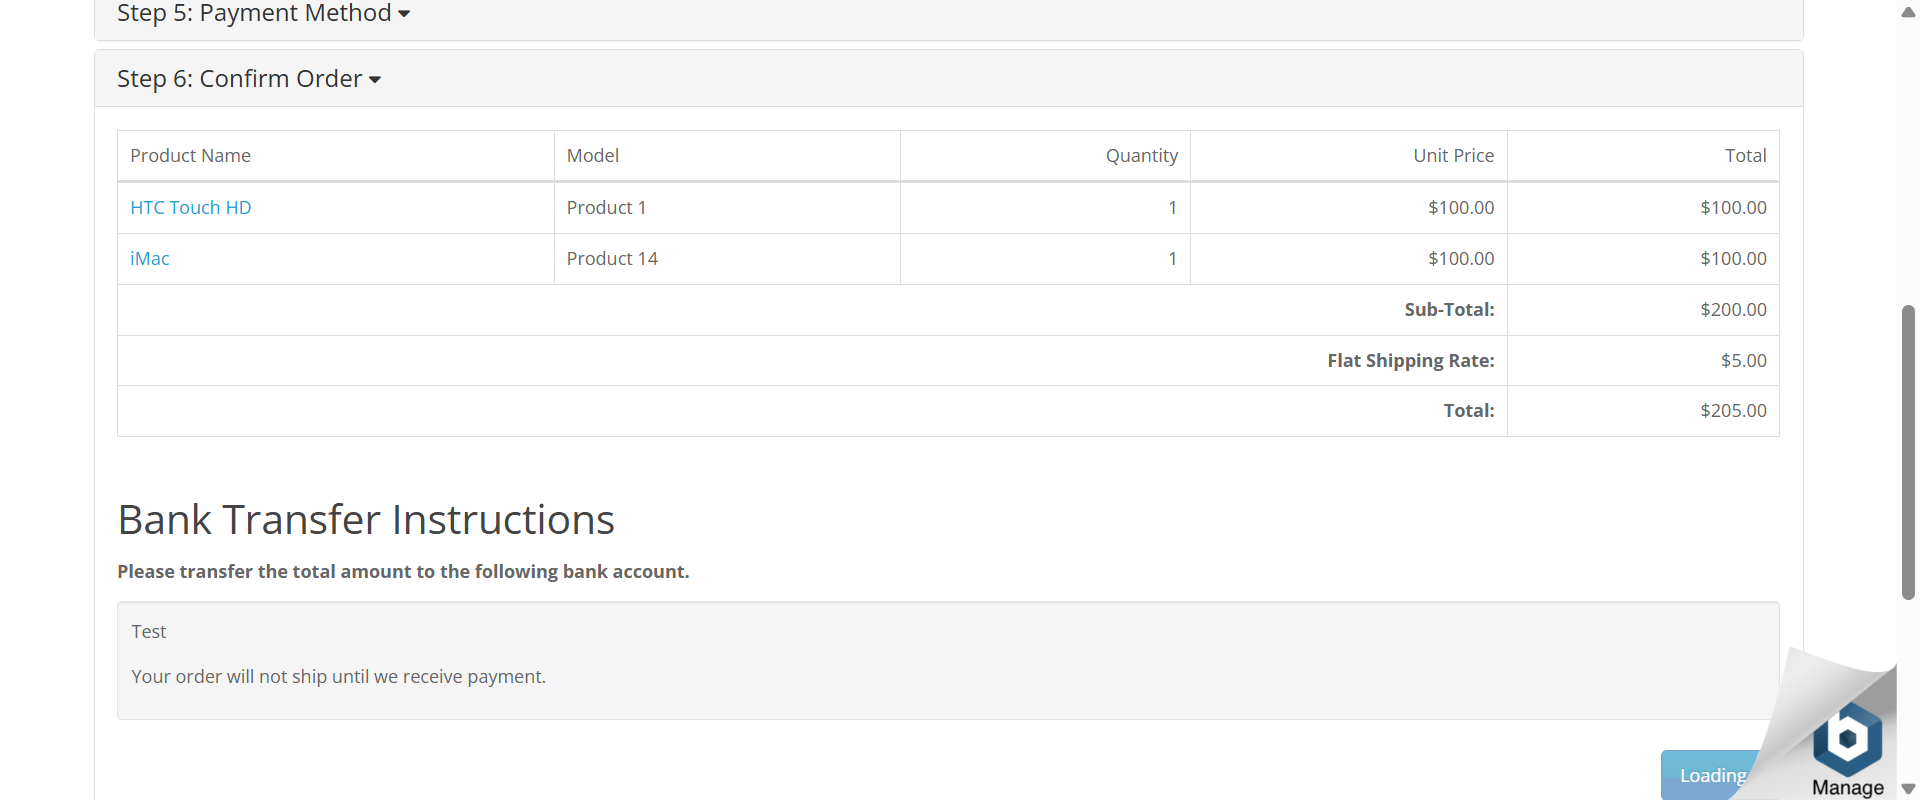 Step 5: Payment Method
Step 6: Confirm Order
Product Name Model Quantity Unit Price Total
HTC Touch HD Product 1 1 $100.00 $100.00
iMac Product 14 1 $100.00 $100.00
Sub-Total: $200.00
Flat Shipping Rate: $5.00
Total: $205.00
Bank Transfer Instructions
Please transfer the total amount to the following bank account.
Test
Your order will not ship until we receive payment.
Loading
Manage